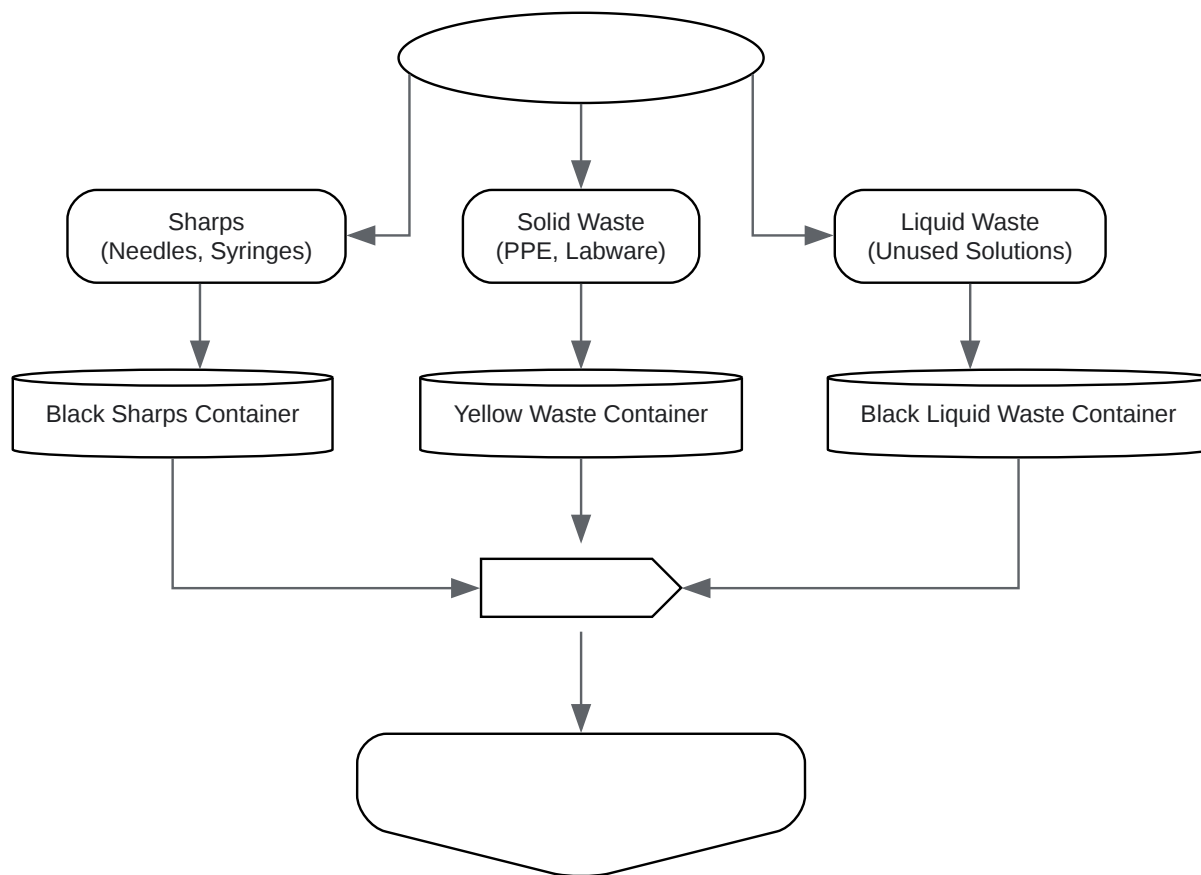 Sharps
(Needles, Syringes)
Solid Waste
(PPE, Labware)
Liquid Waste
(Unused Solutions)
Black Sharps Container
Yellow Waste Container
Black Liquid Waste Container